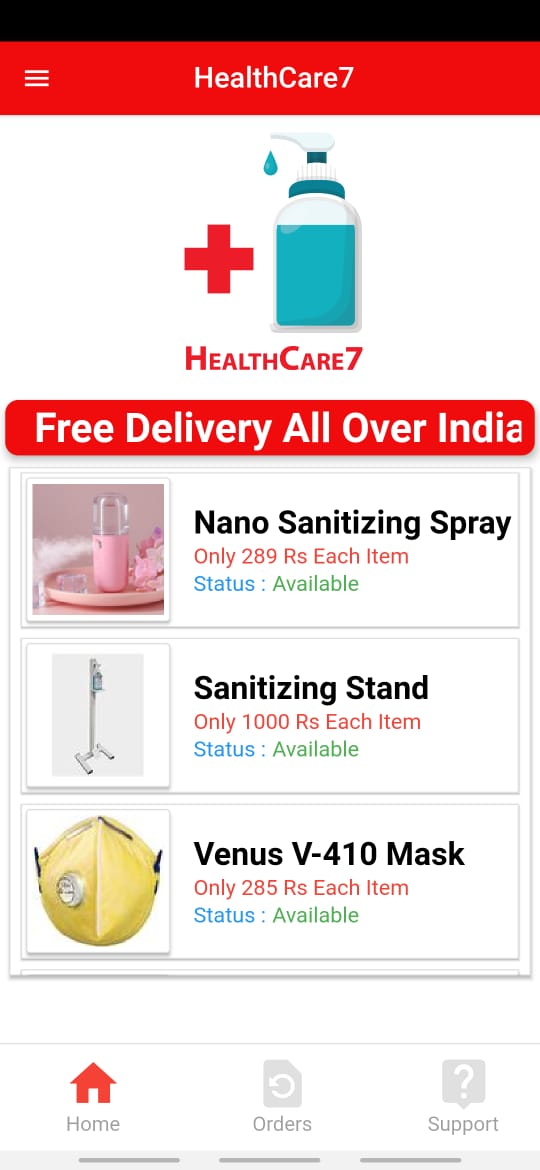 HealthCare7
HEALTHCARE7
Free Delivery All Over India
Nano Sanitizing Spray
Only 289 Rs Each Item
Status : Available
Sanitizing Stand
Only 1000 Rs Each Item
Status : Available
Venus V-410 Mask
Only 285 Rs Each Item
Status : Available
Home
Orders
Support